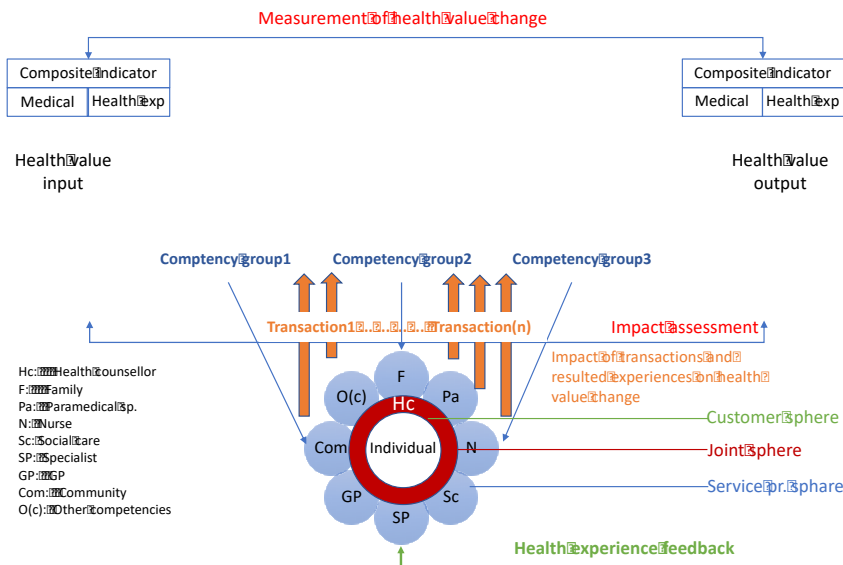 Measurement of health value change
Composite Indicator
Medical
Health exp
Composite Indicator
Medical
Health exp
Health value
input
Health value
output
Comptency group1
Competency group2
Competency group3
Transaction1 .. .. .. .. .. Transaction(n)
Impact assessment
Impact of transactions and
resulted experiences on health
value change
Hc: Health counsellor
F: Family
Pa: Paramedical sp.
N: Nurse
Sc: Social care
SP: Specialist
GP: GP
Com: Community
O(c): Other competencies
F
O(c)
Pa
Hc
Com
Individual
N
GP
Sc
SP
Customer sphere
Joint sphere
Service pr. sphare
Health experience feedback